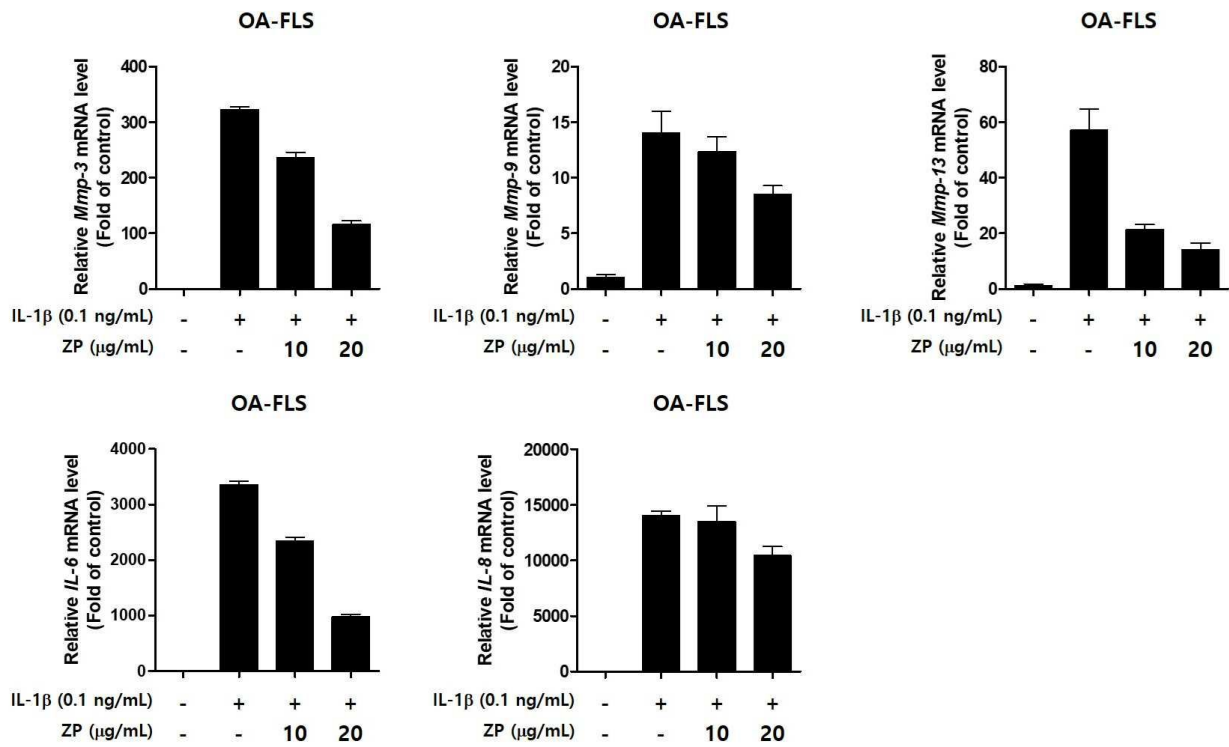 OA-FLS
Relative Mmp-3 mRNA level
(Fold of control)
400
300
200
100
0
IL-1β (0.1 ng/mL) - + + +
ZP (μg/mL) - - 10 20
OA-FLS
Relative Mmp-9 mRNA level
(Fold of control)
20
15
10
5
0
IL-1β (0.1 ng/mL) - + + +
ZP (μg/mL) - - 10 20
OA-FLS
Relative Mmp-13 mRNA level
(Fold of control)
80
60
40
20
0
IL-1β (0.1 ng/mL) - + + +
ZP (μg/mL) - - 10 20
OA-FLS
Relative IL-6 mRNA level
(Fold of control)
4000
3000
2000
1000
0
IL-1β (0.1 ng/mL) - + + +
ZP (μg/mL) - - 10 20
OA-FLS
Relative IL-8 mRNA level
(Fold of control)
20000
15000
10000
5000
0
IL-1β (0.1 ng/mL) - + + +
ZP (μg/mL) - - 10 20